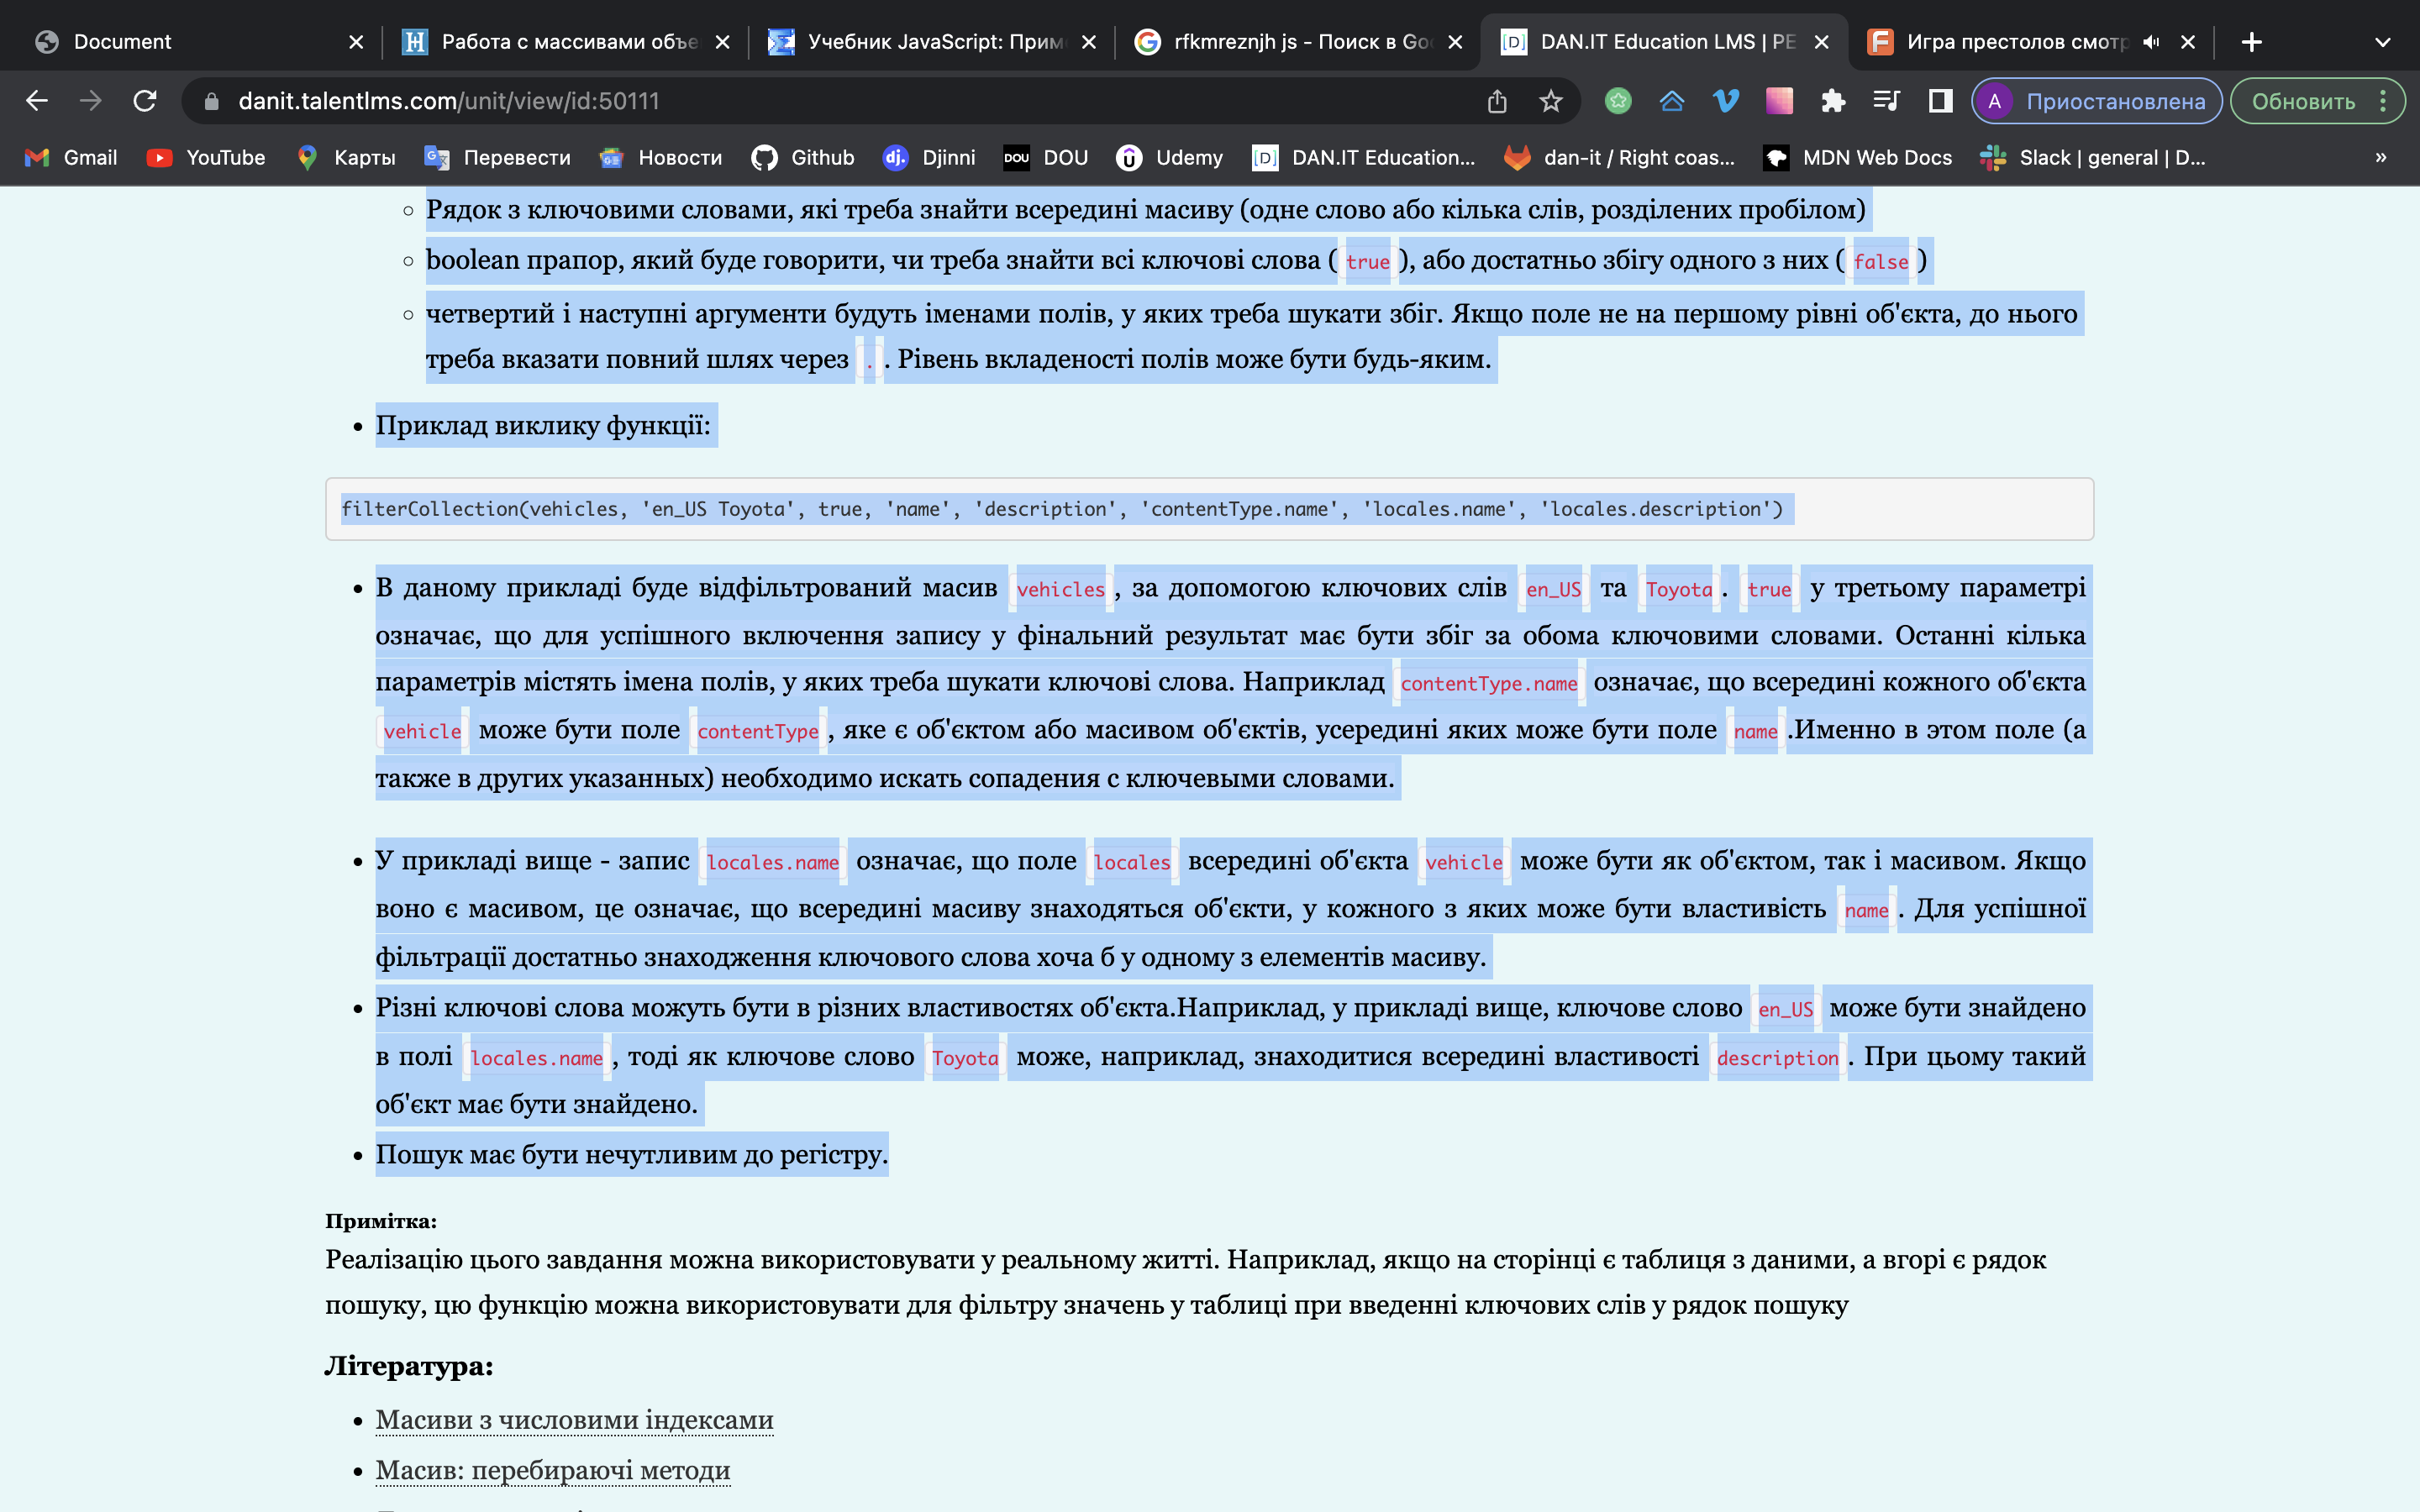 Document
Работа с массивами объе
Учебник JavaScript: Прим
rfkmreznjh js - Поиск в Go
DAN.IT Education LMS | PE
Игра престолов смотр
danit.talentlms.com/unit/view/id:50111
A Приостановлена
Обновить
Gmail
YouTube
Карты
Перевести
Новости
Github
Djinni
DOU
Udemy
DAN.IT Education...
dan-it / Right coas...
MDN Web Docs
Slack | general | D...
»
Рядок з ключовими словами, які треба знайти всередині масиву (одне слово або кілька слів, розділених пробілом)
boolean прапор, який буде говорити, чи треба знайти всі ключові слова ( true ), або достатньо збігу одного з них ( false )
четвертий і наступні аргументи будуть іменами полів, у яких треба шукати збіг. Якщо поле не на першому рівні об'єкта, до нього
треба вказати повний шлях через . . Рівень вкладеності полів може бути будь-яким.
Приклад виклику функції:
filterCollection(vehicles, 'en_US Toyota', true, 'name', 'description', 'contentType.name', 'locales.name', 'locales.description')
В даному прикладі буде відфільтрований масив vehicles , за допомогою ключових слів en_US та Toyota . true у третьому параметрі
означає, що для успішного включення запису у фінальний результат має бути збіг за обома ключовими словами. Останні кілька
параметрів містять імена полів, у яких треба шукати ключові слова. Наприклад contentType.name означає, що всередині кожного об'єкта
vehicle може бути поле contentType , яке є об'єктом або масивом об'єктів, усередині яких може бути поле name .Именно в этом поле (а
также в других указанных) необходимо искать сопадения с ключевыми словами.
У прикладі вище - запис locales.name означає, що поле locales всередині об'єкта vehicle може бути як об'єктом, так і масивом. Якщо
воно є масивом, це означає, що всередині масиву знаходяться об'єкти, у кожного з яких може бути властивість name . Для успішної
фільтрації достатньо знаходження ключового слова хоча б у одному з елементів масиву.
Різні ключові слова можуть бути в різних властивостях об'єкта.Наприклад, у прикладі вище, ключове слово en_US може бути знайдено
в полі locales.name , тоді як ключове слово Toyota може, наприклад, знаходитися всередині властивості description . При цьому такий
об'єкт має бути знайдено.
Пошук має бути нечутливим до регістру.
Примітка:
Реалізацію цього завдання можна використовувати у реальному житті. Наприклад, якщо на сторінці є таблиця з даними, а вгорі є рядок
пошуку, цю функцію можна використовувати для фільтру значень у таблиці при введенні ключових слів у рядок пошуку
Література:
Масиви з числовими індексами
Масив: перебираючі методи